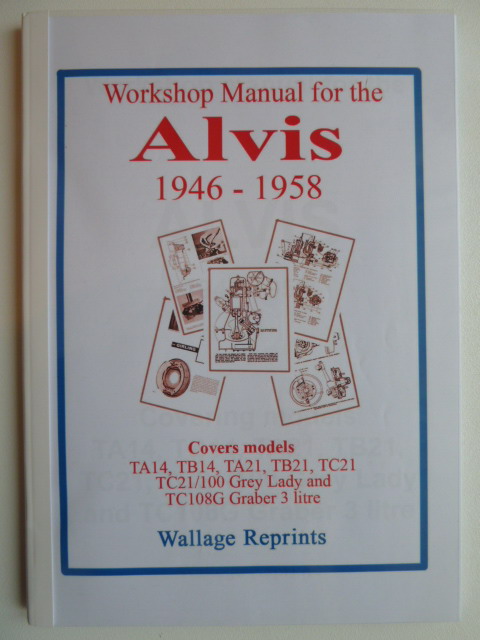 Workshop Manual for the
Alvis
1946 - 1958
Covers models
TA14, TB14, TA21, TB21, TC21
TC21/100 Grey Lady and
TC108G Graber 3 litre
Wallage Reprints